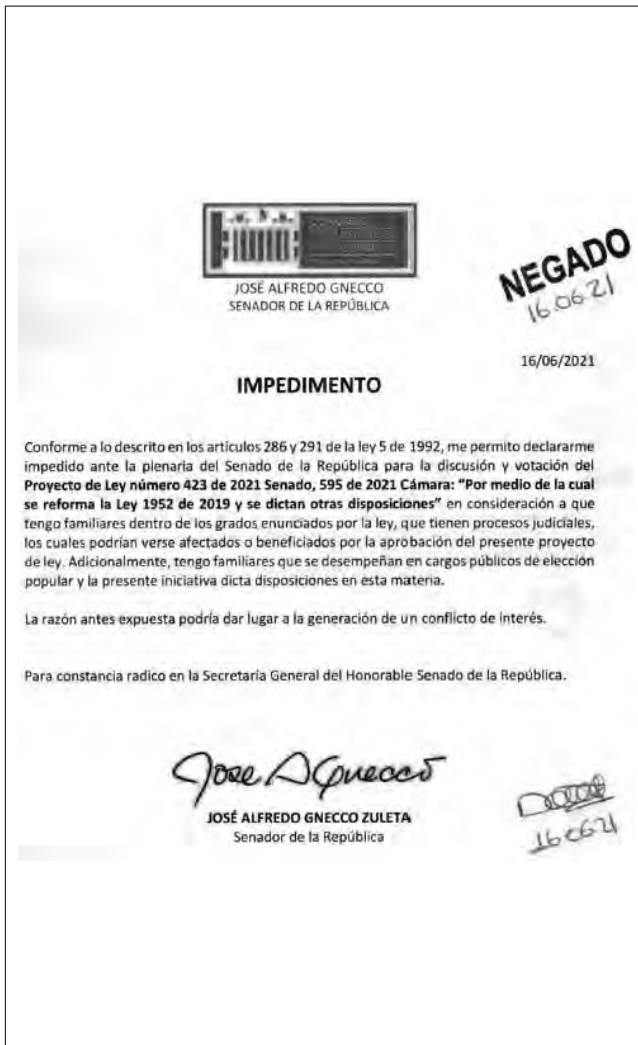 JOSÉ ALFREDO GNECCO
SENADOR DE LA REPÚBLICA
NEGADO
16.06.21
16/06/2021
IMPEDIMENTO
Conforme a lo descrito en los artículos 286 y 291 de la ley 5 de 1992, me permito declararme
impedido ante la plenaria del Senado de la República para la discusión y votación del
Proyecto de Ley número 423 de 2021 Senado, 595 de 2021 Cámara: "Por medio de la cual
se reforma la Ley 1952 de 2019 y se dictan otras disposiciones" en consideración a que
tengo familiares dentro de los grados enunciados por la ley, que tienen procesos judiciales,
los cuales podrían verse afectados o beneficiados por la aprobación del presente proyecto
de ley. Adicionalmente, tengo familiares que se desempeñan en cargos públicos de elección
popular y la presente iniciativa dicta disposiciones en esta materia.
La razón antes expuesta podría dar lugar a la generación de un conflicto de interés.
Para constancia radico en la Secretaría General del Honorable Senado de la República.
Jose A Gnecco
JOSÉ ALFREDO GNECCO ZULETA
Senador de la República
16 06 21